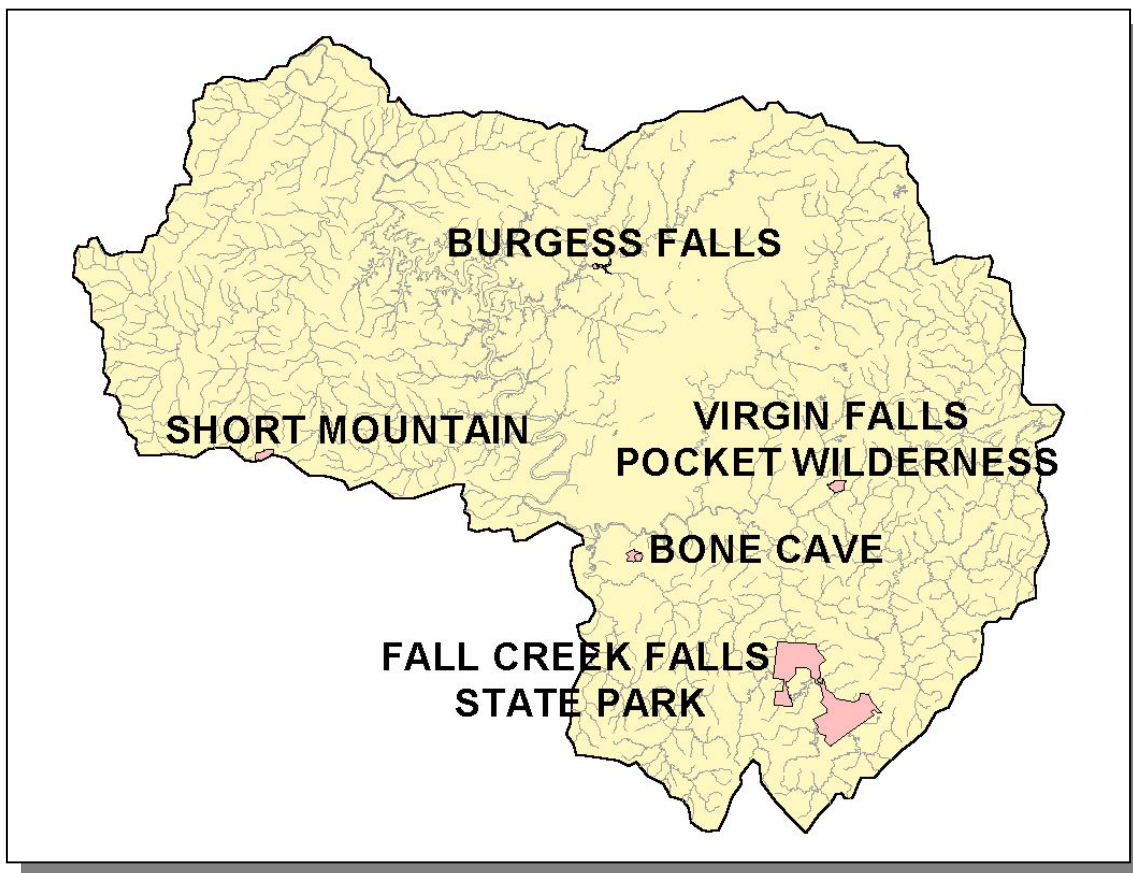 BURGESS FALLS
SHORT MOUNTAIN
VIRGIN FALLS
POCKET WILDERNESS
BONE CAVE
FALL CREEK FALLS
STATE PARK